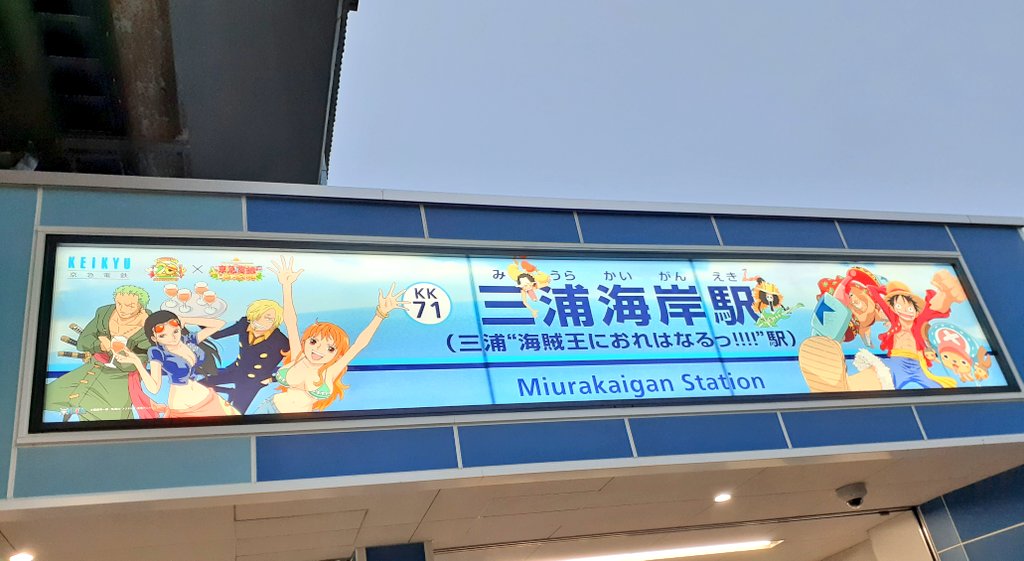 KEIKYU
京急電鉄
×
みうら かい がん えき
KK
71
三浦海岸駅
(三浦“海賊王におれはなるっ!!!!”駅)
Miurakaigan Station